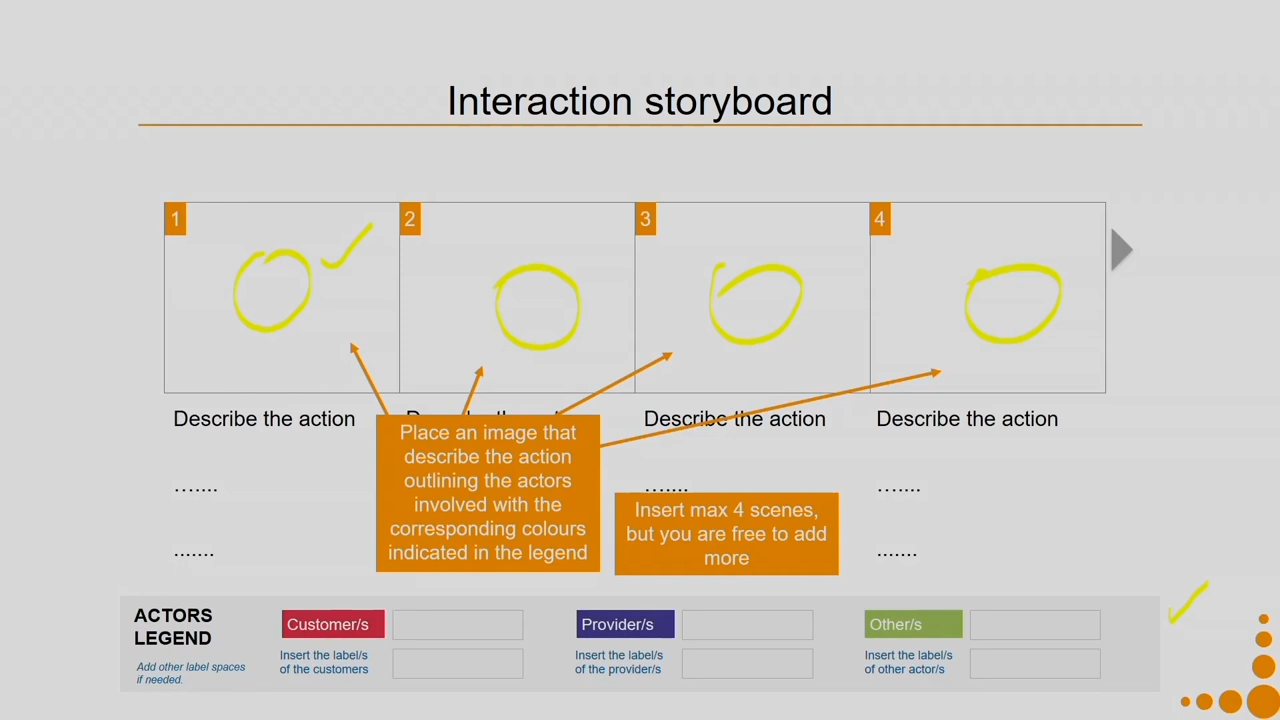 Interaction storyboard
1
2
3
4
Describe the action
Describe the action
Describe the action
…....
.......
Place an image that
describe the action
outlining the actors
involved with the
corresponding colours
indicated in the legend
…....
Insert max 4 scenes,
but you are free to add
more
…....
.......
ACTORS
LEGEND
Add other label spaces
if needed.
Customer/s
Insert the label/s
of the customers
Provider/s
Insert the label/s
of the provider/s
Other/s
Insert the label/s
of other actor/s